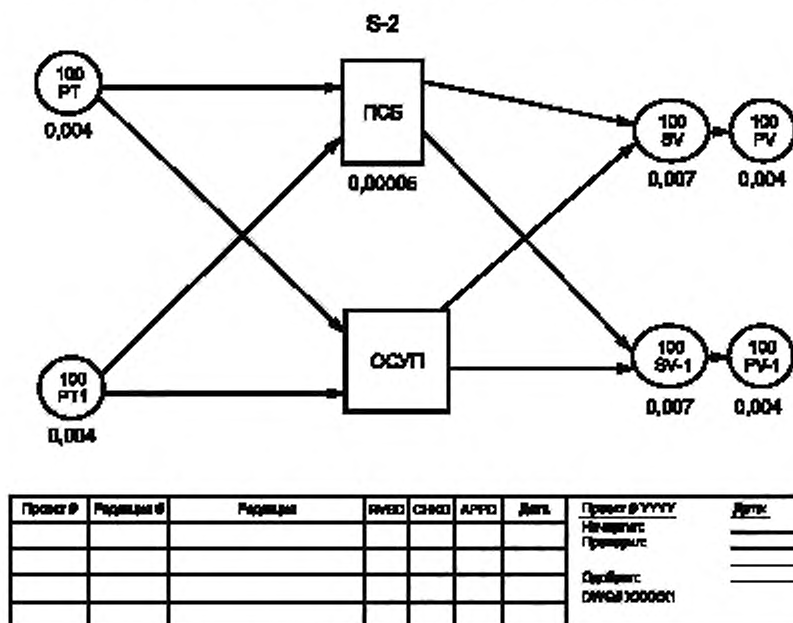 S-2
100
PT
0,004
ПСБ
0,00006
100
SV
0,007
100
PV
0,004
100
PT1
0,004
ОСУП
100
SV-1
0,007
100
PV-1
0,004
Проект #
Редакция #
Редакция
RVBD
CHKD
APPD
Дата
Проект # YYYY
Дата:
Начертил:
Проверил:
Одобрил: